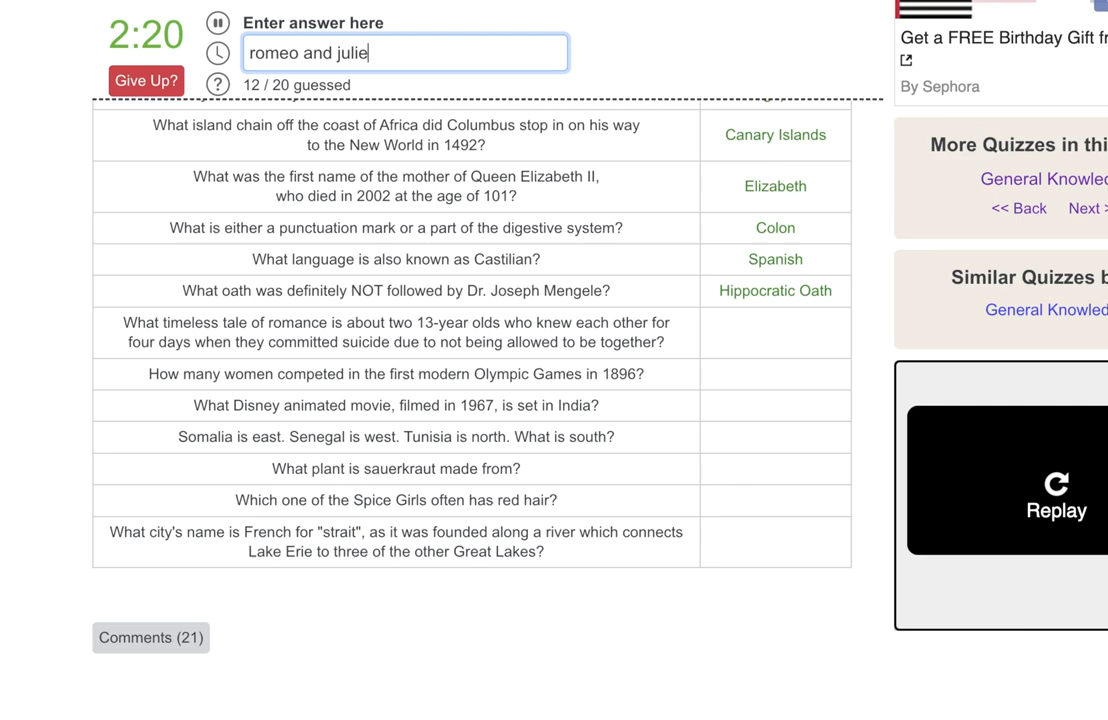 2:20
Give Up?
Enter answer here
romeo and julie
12 / 20 guessed
What island chain off the coast of Africa did Columbus stop in on his way
to the New World in 1492?
Canary Islands
What was the first name of the mother of Queen Elizabeth II,
who died in 2002 at the age of 101?
Elizabeth
What is either a punctuation mark or a part of the digestive system?
Colon
What language is also known as Castilian?
Spanish
What oath was definitely NOT followed by Dr. Joseph Mengele?
Hippocratic Oath
What timeless tale of romance is about two 13-year olds who knew each other for
four days when they committed suicide due to not being allowed to be together?
How many women competed in the first modern Olympic Games in 1896?
What Disney animated movie, filmed in 1967, is set in India?
Somalia is east. Senegal is west. Tunisia is north. What is south?
What plant is sauerkraut made from?
Which one of the Spice Girls often has red hair?
What city's name is French for "strait", as it was founded along a river which connects
Lake Erie to three of the other Great Lakes?
Comments (21)
Get a FREE Birthday Gift fr
By Sephora
More Quizzes in thi
General Knowled
<< Back Next >
Similar Quizzes b
General Knowled
Replay